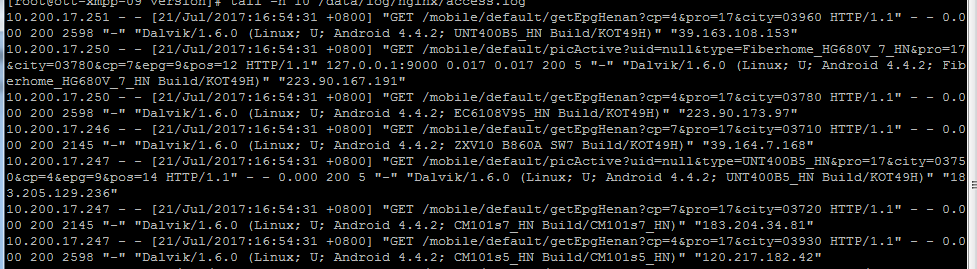 [root@ott-xmpp-09 version]# tail -n 10 /data/log/nginx/access.log
10.200.17.251 - - [21/Jul/2017:16:54:31 +0800] "GET /mobile/default/getEpgHenan?cp=4&pro=17&city=03960 HTTP/1.1" - - 0.0
00 200 2598 "-" "Dalvik/1.6.0 (Linux; U; Android 4.4.2; UNT400B5_HN Build/KOT49H)" "39.163.108.153"
10.200.17.250 - - [21/Jul/2017:16:54:31 +0800] "GET /mobile/default/picActive?uid=null&type=Fiberhome_HG680V_7_HN&pro=17
&city=03780&cp=7&epg=9&pos=12 HTTP/1.1" 127.0.0.1:9000 0.017 0.017 200 5 "-" "Dalvik/1.6.0 (Linux; U; Android 4.4.2; Fib
erhome_HG680V_7_HN Build/KOT49H)" "223.90.167.191"
10.200.17.250 - - [21/Jul/2017:16:54:31 +0800] "GET /mobile/default/getEpgHenan?cp=4&pro=17&city=03780 HTTP/1.1" - - 0.0
00 200 2598 "-" "Dalvik/1.6.0 (Linux; U; Android 4.4.2; EC6108V95_HN Build/KOT49H)" "223.90.173.97"
10.200.17.246 - - [21/Jul/2017:16:54:31 +0800] "GET /mobile/default/getEpgHenan?cp=7&pro=17&city=03710 HTTP/1.1" - - 0.0
00 200 2145 "-" "Dalvik/1.6.0 (Linux; U; Android 4.4.2; ZXV10 B860A SW7 Build/KOT49H)" "39.164.7.168"
10.200.17.247 - - [21/Jul/2017:16:54:31 +0800] "GET /mobile/default/picActive?uid=null&type=UNT400B5_HN&pro=17&city=0375
0&cp=4&epg=9&pos=14 HTTP/1.1" - - 0.000 200 5 "-" "Dalvik/1.6.0 (Linux; U; Android 4.4.2; UNT400B5_HN Build/KOT49H)" "18
3.205.129.236"
10.200.17.247 - - [21/Jul/2017:16:54:31 +0800] "GET /mobile/default/getEpgHenan?cp=7&pro=17&city=03720 HTTP/1.1" - - 0.0
00 200 2145 "-" "Dalvik/1.6.0 (Linux; U; Android 4.4.2; CM101s7_HN Build/CM101s7_HN)" "183.204.34.81"
10.200.17.247 - - [21/Jul/2017:16:54:31 +0800] "GET /mobile/default/getEpgHenan?cp=4&pro=17&city=03930 HTTP/1.1" - - 0.0
00 200 2598 "-" "Dalvik/1.6.0 (Linux; U; Android 4.4.2; CM101s5_HN Build/CM101s5_HN)" "120.217.182.42"